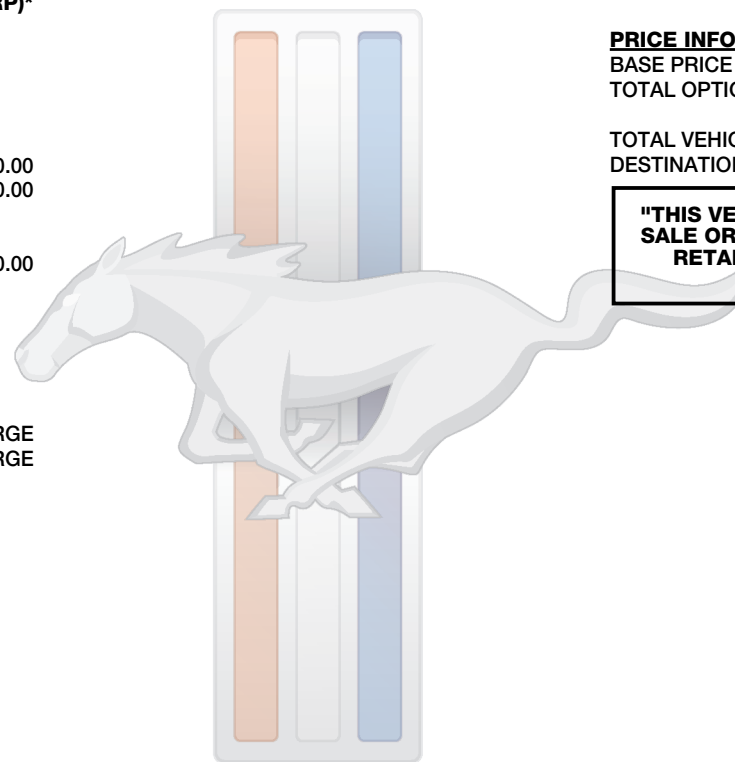 RP)*
0.00
0.00
0.00
RGE
RGE
PRICE INFO
BASE PRICE
TOTAL OPTIO
TOTAL VEHIC
DESTINATION
"THIS VE
SALE OR
RETAI